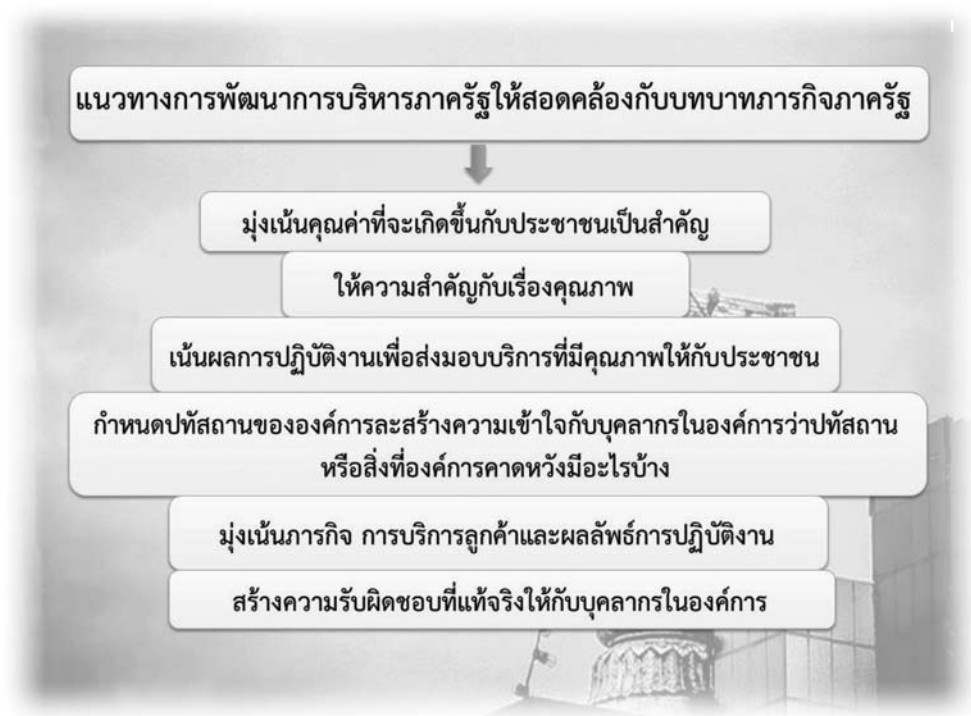 แนวทางการพัฒนาการบริหารภาครัฐให้สอดคล้องกับบทบาทภารกิจภาครัฐ
มุ่งเน้นคุณค่าที่จะเกิดขึ้นกับประชาชนเป็นสำคัญ
ให้ความสำคัญกับเรื่องคุณภาพ
เน้นผลการปฏิบัติงานเพื่อส่งมอบบริการที่มีคุณภาพให้กับประชาชน
กำหนดปทัสถานขององค์การละสร้างความเข้าใจกับบุคลากรในองค์การว่าปทัสถาน
หรือสิ่งที่องค์การคาดหวังมีอะไรบ้าง
มุ่งเน้นภารกิจ การบริการลูกค้าและผลลัพธ์การปฏิบัติงาน
สร้างความรับผิดชอบที่แท้จริงให้กับบุคลากรในองค์การ